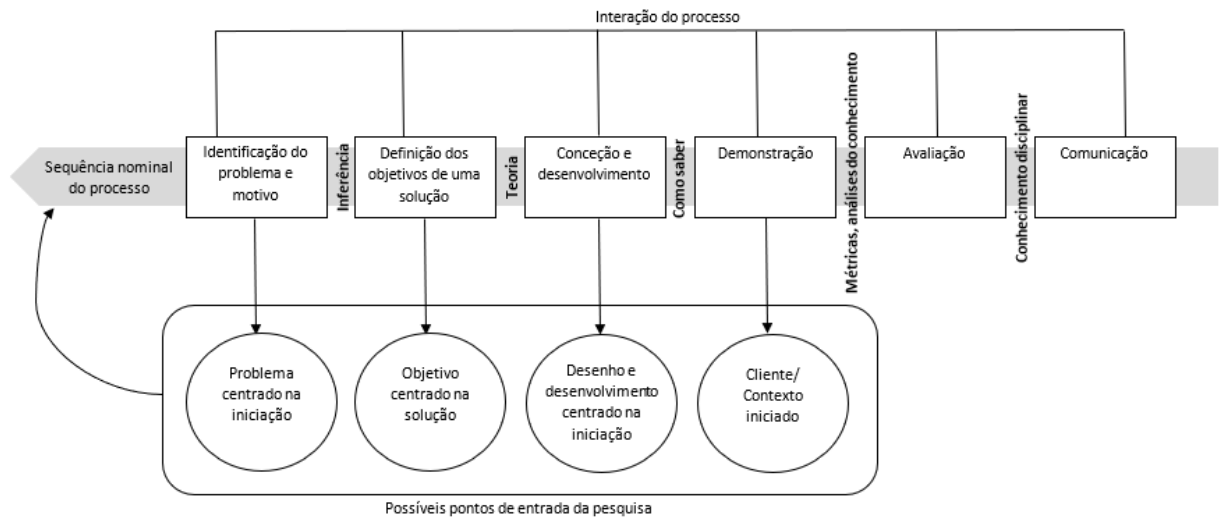 Interação do processo
Sequência nominal
do processo
Identificação do
problema e
motivo
Inferência
Definição dos
objetivos de uma
solução
Teoria
Conceção e
desenvolvimento
Como saber
Demonstração
Métricas, análises do conhecimento
Avaliação
Conhecimento disciplinar
Comunicação
Problema
centrado na
iniciação
Objetivo
centrado na
solução
Desenho e
desenvolvimento
centrado na
iniciação
Cliente/
Contexto
iniciado
Possíveis pontos de entrada da pesquisa